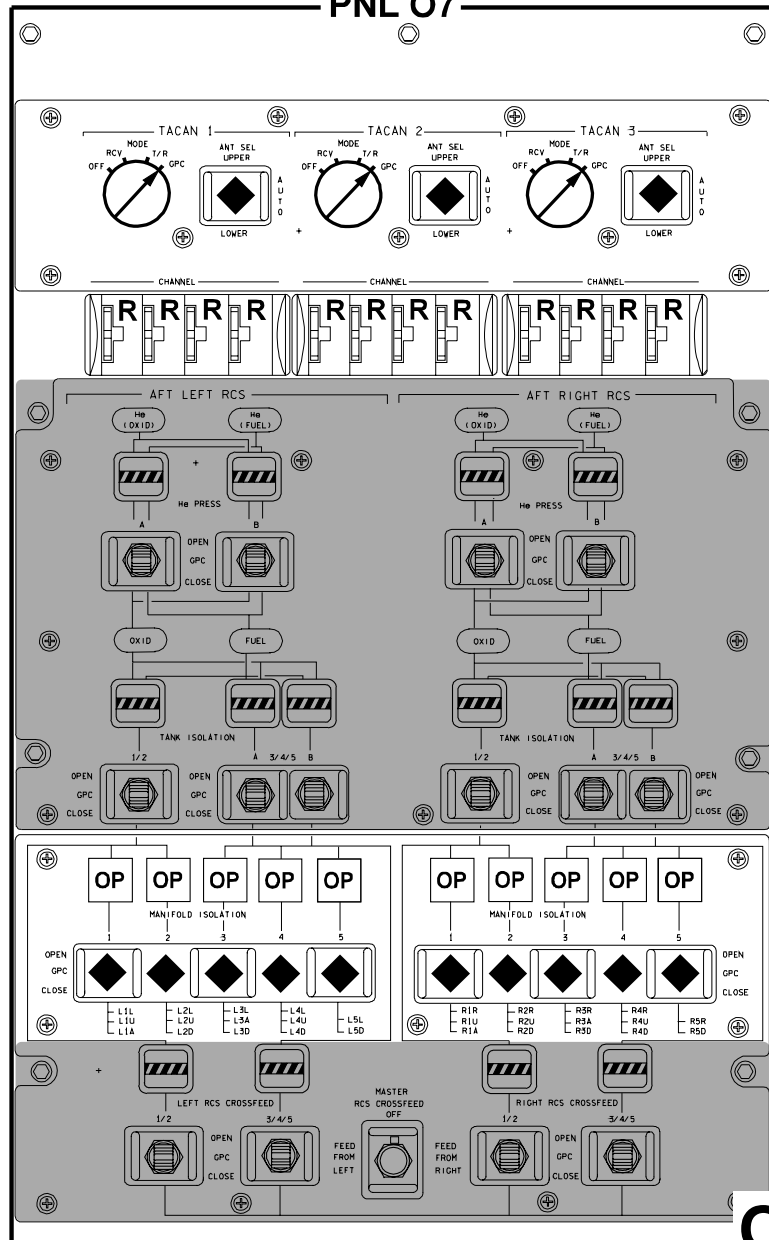 PNL O7
TACAN 1 TACAN 2 TACAN 3
OFF RCV MODE T/R GPC ANT SEL UPPER AUTO LOWER OFF RCV MODE T/R GPC ANT SEL UPPER AUTO LOWER OFF RCV MODE T/R GPC ANT SEL UPPER AUTO LOWER
CHANNEL CHANNEL CHANNEL
R R R R R R R R R R R R
AFT LEFT RCS AFT RIGHT RCS
He (OXID) He (FUEL) He (OXID) He (FUEL)
He PRESS He PRESS
A B A B
OPEN OPEN
GPC GPC
CLOSE CLOSE
OXID FUEL OXID FUEL
TANK ISOLATION TANK ISOLATION
1/2 A 3/4/5 B 1/2 A 3/4/5 B
OPEN OPEN OPEN OPEN
GPC GPC GPC GPC
CLOSE CLOSE CLOSE CLOSE
OP OP OP OP OP OP OP OP OP OP
MANIFOLD ISOLATION MANIFOLD ISOLATION
1 2 3 4 5 1 2 3 4 5
OPEN OPEN
GPC GPC
CLOSE CLOSE
L1L L2L L3L L4L R1R R2R R3R R4R
L1U L2U L3A L4U L5L R1U R2U R3A R4U R5R
L1A L2D L3D L4D L5D R1A R2D R3D R4D R5D
LEFT RCS CROSSFEED MASTER RCS CROSSFEED OFF RIGHT RCS CROSSFEED
1/2 3/4/5 1/2 3/4/5
OPEN FEED FEED OPEN
GPC FROM FROM GPC
CLOSE LEFT RIGHT CLOSE